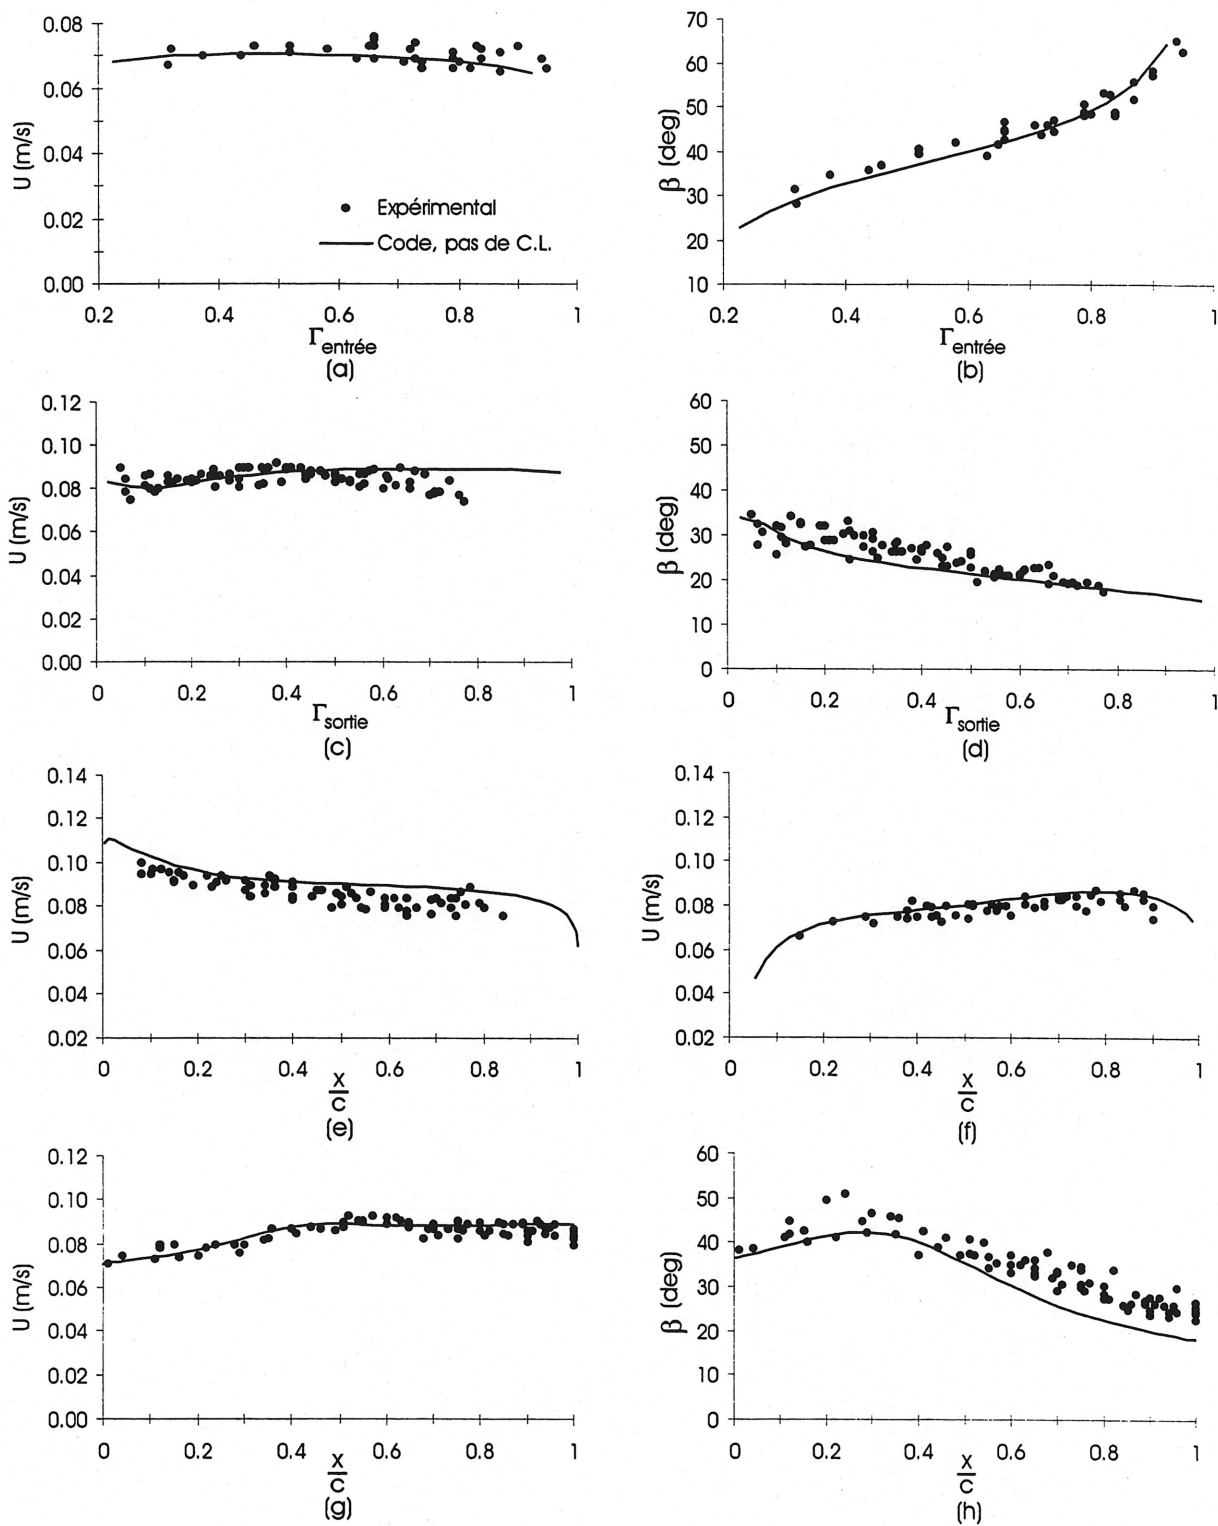 0.08
0.06
0.04
0.02
0.00
U (m/s)
Expérimental
Code, pas de C.L.
0.2 0.4 0.6 0.8 1
Γentrée
(a)
70
60
50
40
30
20
10
β (deg)
0.2 0.4 0.6 0.8 1
Γentrée
(b)
0.12
0.10
0.08
0.06
0.04
0.02
0.00
U (m/s)
0 0.2 0.4 0.6 0.8 1
Γsortie
(c)
60
50
40
30
20
10
0
β (deg)
0 0.2 0.4 0.6 0.8 1
Γsortie
(d)
0.14
0.12
0.10
0.08
0.06
0.04
0.02
U (m/s)
0 0.2 0.4 0.6 0.8 1
x
c
(e)
0.14
0.12
0.10
0.08
0.06
0.04
0.02
U (m/s)
0 0.2 0.4 0.6 0.8 1
x
c
(f)
0.12
0.10
0.08
0.06
0.04
0.02
0.00
U (m/s)
0 0.2 0.4 0.6 0.8 1
x
c
(g)
60
50
40
30
20
10
0
β (deg)
0 0.2 0.4 0.6 0.8 1
x
c
(h)